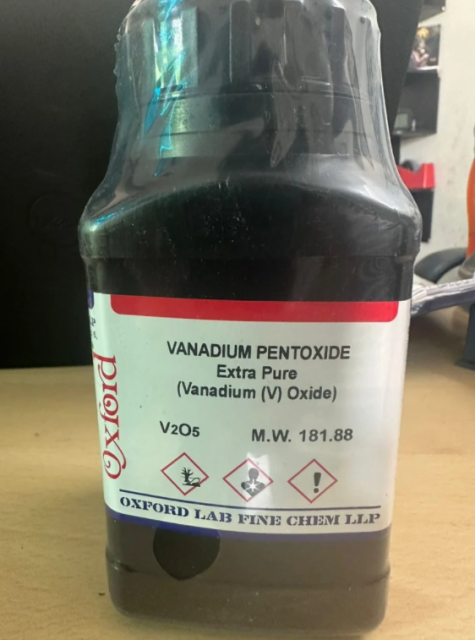 VANADIUM PENTOXIDE
Extra Pure
(Vanadium (V) Oxide)
V2O5 M.W. 181.88
Oxford
OXFORD LAB FINE CHEM LLP